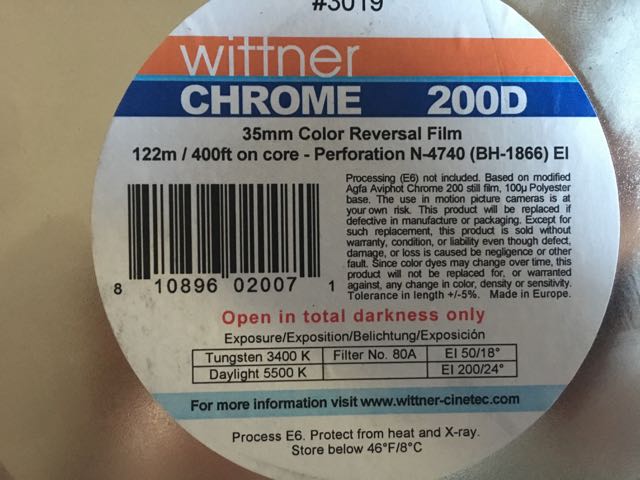 #3019
wittner
CHROME 200D
35mm Color Reversal Film
122m / 400ft on core - Perforation N-4740 (BH-1866) EI
Processing (E6) not included. Based on modified
Agfa Aviphot Chrome 200 still film, 100µ Polyester
base. The use in motion picture cameras is at
your own risk. This product will be replaced if
defective in manufacture or packaging. Except for
such replacement, this product is sold without
warranty, condition, or liability even though defect,
damage, or loss is caused be negligence or other
fault. Since color dyes may change over time, this
product will not be replaced for, or warranted
against, any change in color, density or sensitivity.
Tolerance in length +/-5%. Made in Europe.
8 10896 02007 1
Open in total darkness only
Exposure/Exposition/Belichtung/Exposición
Tungsten 3400 K Filter No. 80A EI 50/18°
Daylight 5500 K EI 200/24°
For more information visit www.wittner-cinetec.com
Process E6. Protect from heat and X-ray.
Store below 46°F/8°C